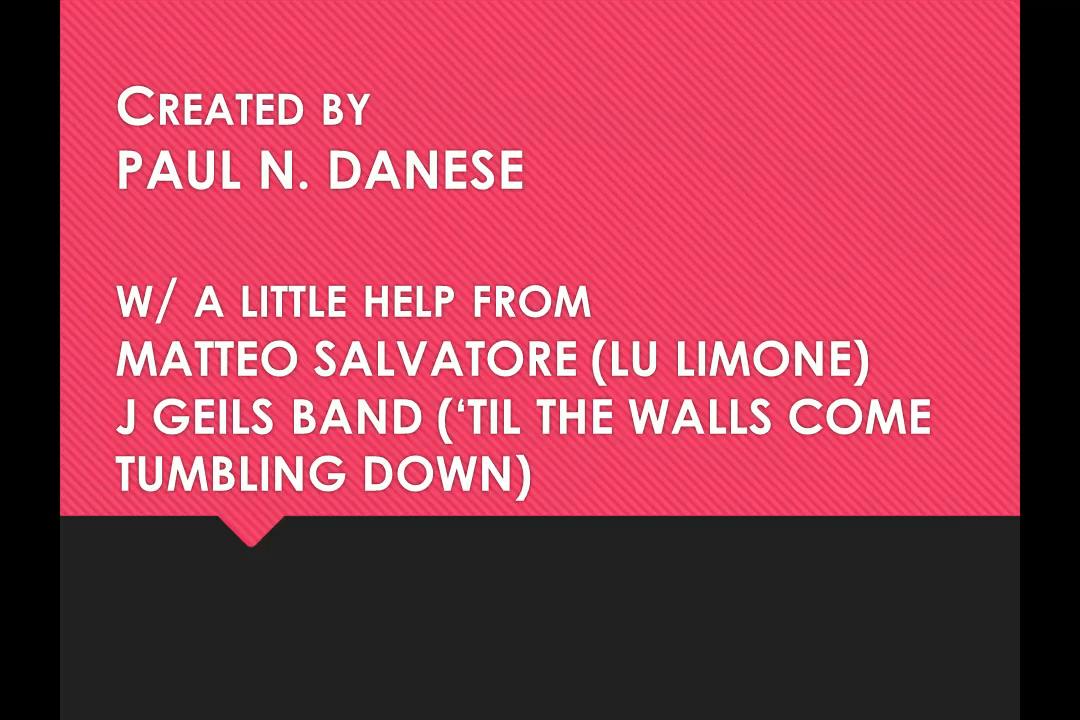 CREATED BY
PAUL N. DANESE
W/ A LITTLE HELP FROM
MATTEO SALVATORE (LU LIMONE)
J GEILS BAND (‘TIL THE WALLS COME
TUMBLING DOWN)